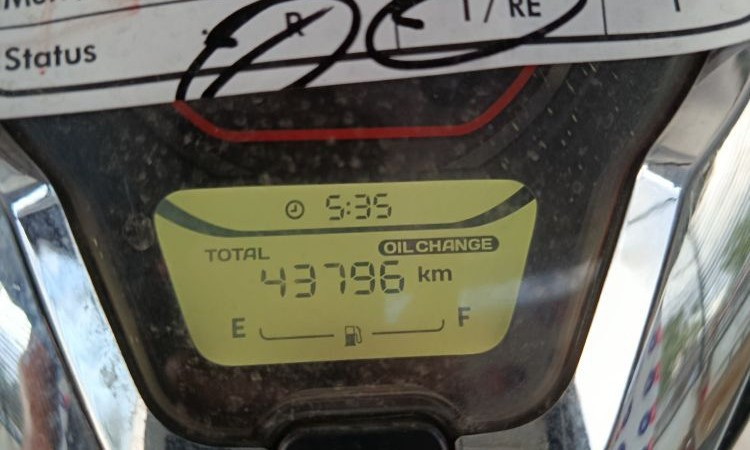 Status
R
I / RE
5:35
TOTAL
OIL CHANGE
43796 km
E
F